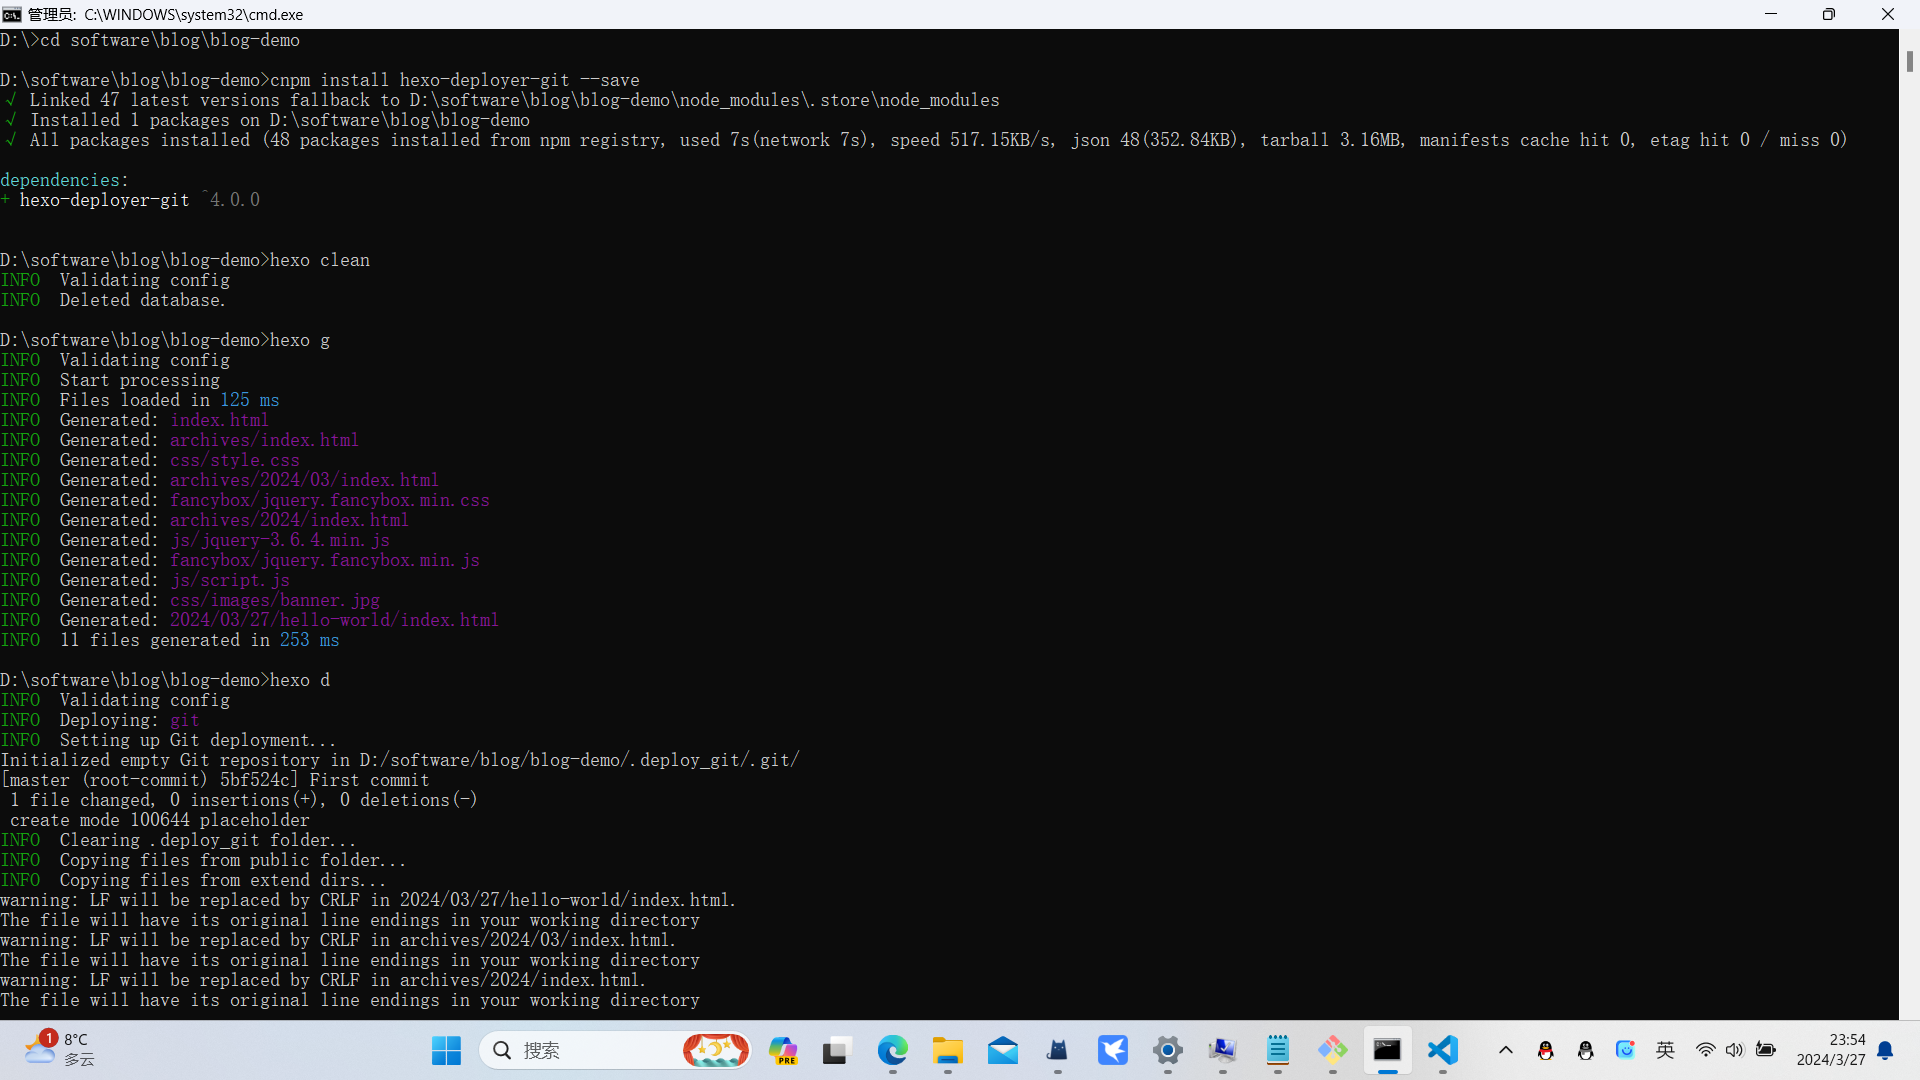 管理员: C:\WINDOWS\system32\cmd.exe
D:\>cd software\blog\blog-demo
D:\software\blog\blog-demo>cnpm install hexo-deployer-git --save
√ Linked 47 latest versions fallback to D:\software\blog\blog-demo\node_modules\.store\node_modules
√ Installed 1 packages on D:\software\blog\blog-demo
√ All packages installed (48 packages installed from npm registry, used 7s(network 7s), speed 517.15KB/s, json 48(352.84KB), tarball 3.16MB, manifests cache hit 0, etag hit 0 / miss 0)
dependencies:
+ hexo-deployer-git ^4.0.0
D:\software\blog\blog-demo>hexo clean
INFO  Validating config
INFO  Deleted database.
D:\software\blog\blog-demo>hexo g
INFO  Validating config
INFO  Start processing
INFO  Files loaded in 125 ms
INFO  Generated: index.html
INFO  Generated: archives/index.html
INFO  Generated: css/style.css
INFO  Generated: archives/2024/03/index.html
INFO  Generated: fancybox/jquery.fancybox.min.css
INFO  Generated: archives/2024/index.html
INFO  Generated: js/jquery-3.6.4.min.js
INFO  Generated: fancybox/jquery.fancybox.min.js
INFO  Generated: js/script.js
INFO  Generated: css/images/banner.jpg
INFO  Generated: 2024/03/27/hello-world/index.html
INFO  11 files generated in 253 ms
D:\software\blog\blog-demo>hexo d
INFO  Validating config
INFO  Deploying: git
INFO  Setting up Git deployment...
Initialized empty Git repository in D:/software/blog/blog-demo/.deploy_git/.git/
[master (root-commit) 5bf524c] First commit
1 file changed, 0 insertions(+), 0 deletions(-)
create mode 100644 placeholder
INFO  Clearing .deploy_git folder...
INFO  Copying files from public folder...
INFO  Copying files from extend dirs...
warning: LF will be replaced by CRLF in 2024/03/27/hello-world/index.html.
The file will have its original line endings in your working directory
warning: LF will be replaced by CRLF in archives/2024/03/index.html.
The file will have its original line endings in your working directory
warning: LF will be replaced by CRLF in archives/2024/index.html.
The file will have its original line endings in your working directory
1
8°C
多云
搜索
PRE
英
23:54
2024/3/27